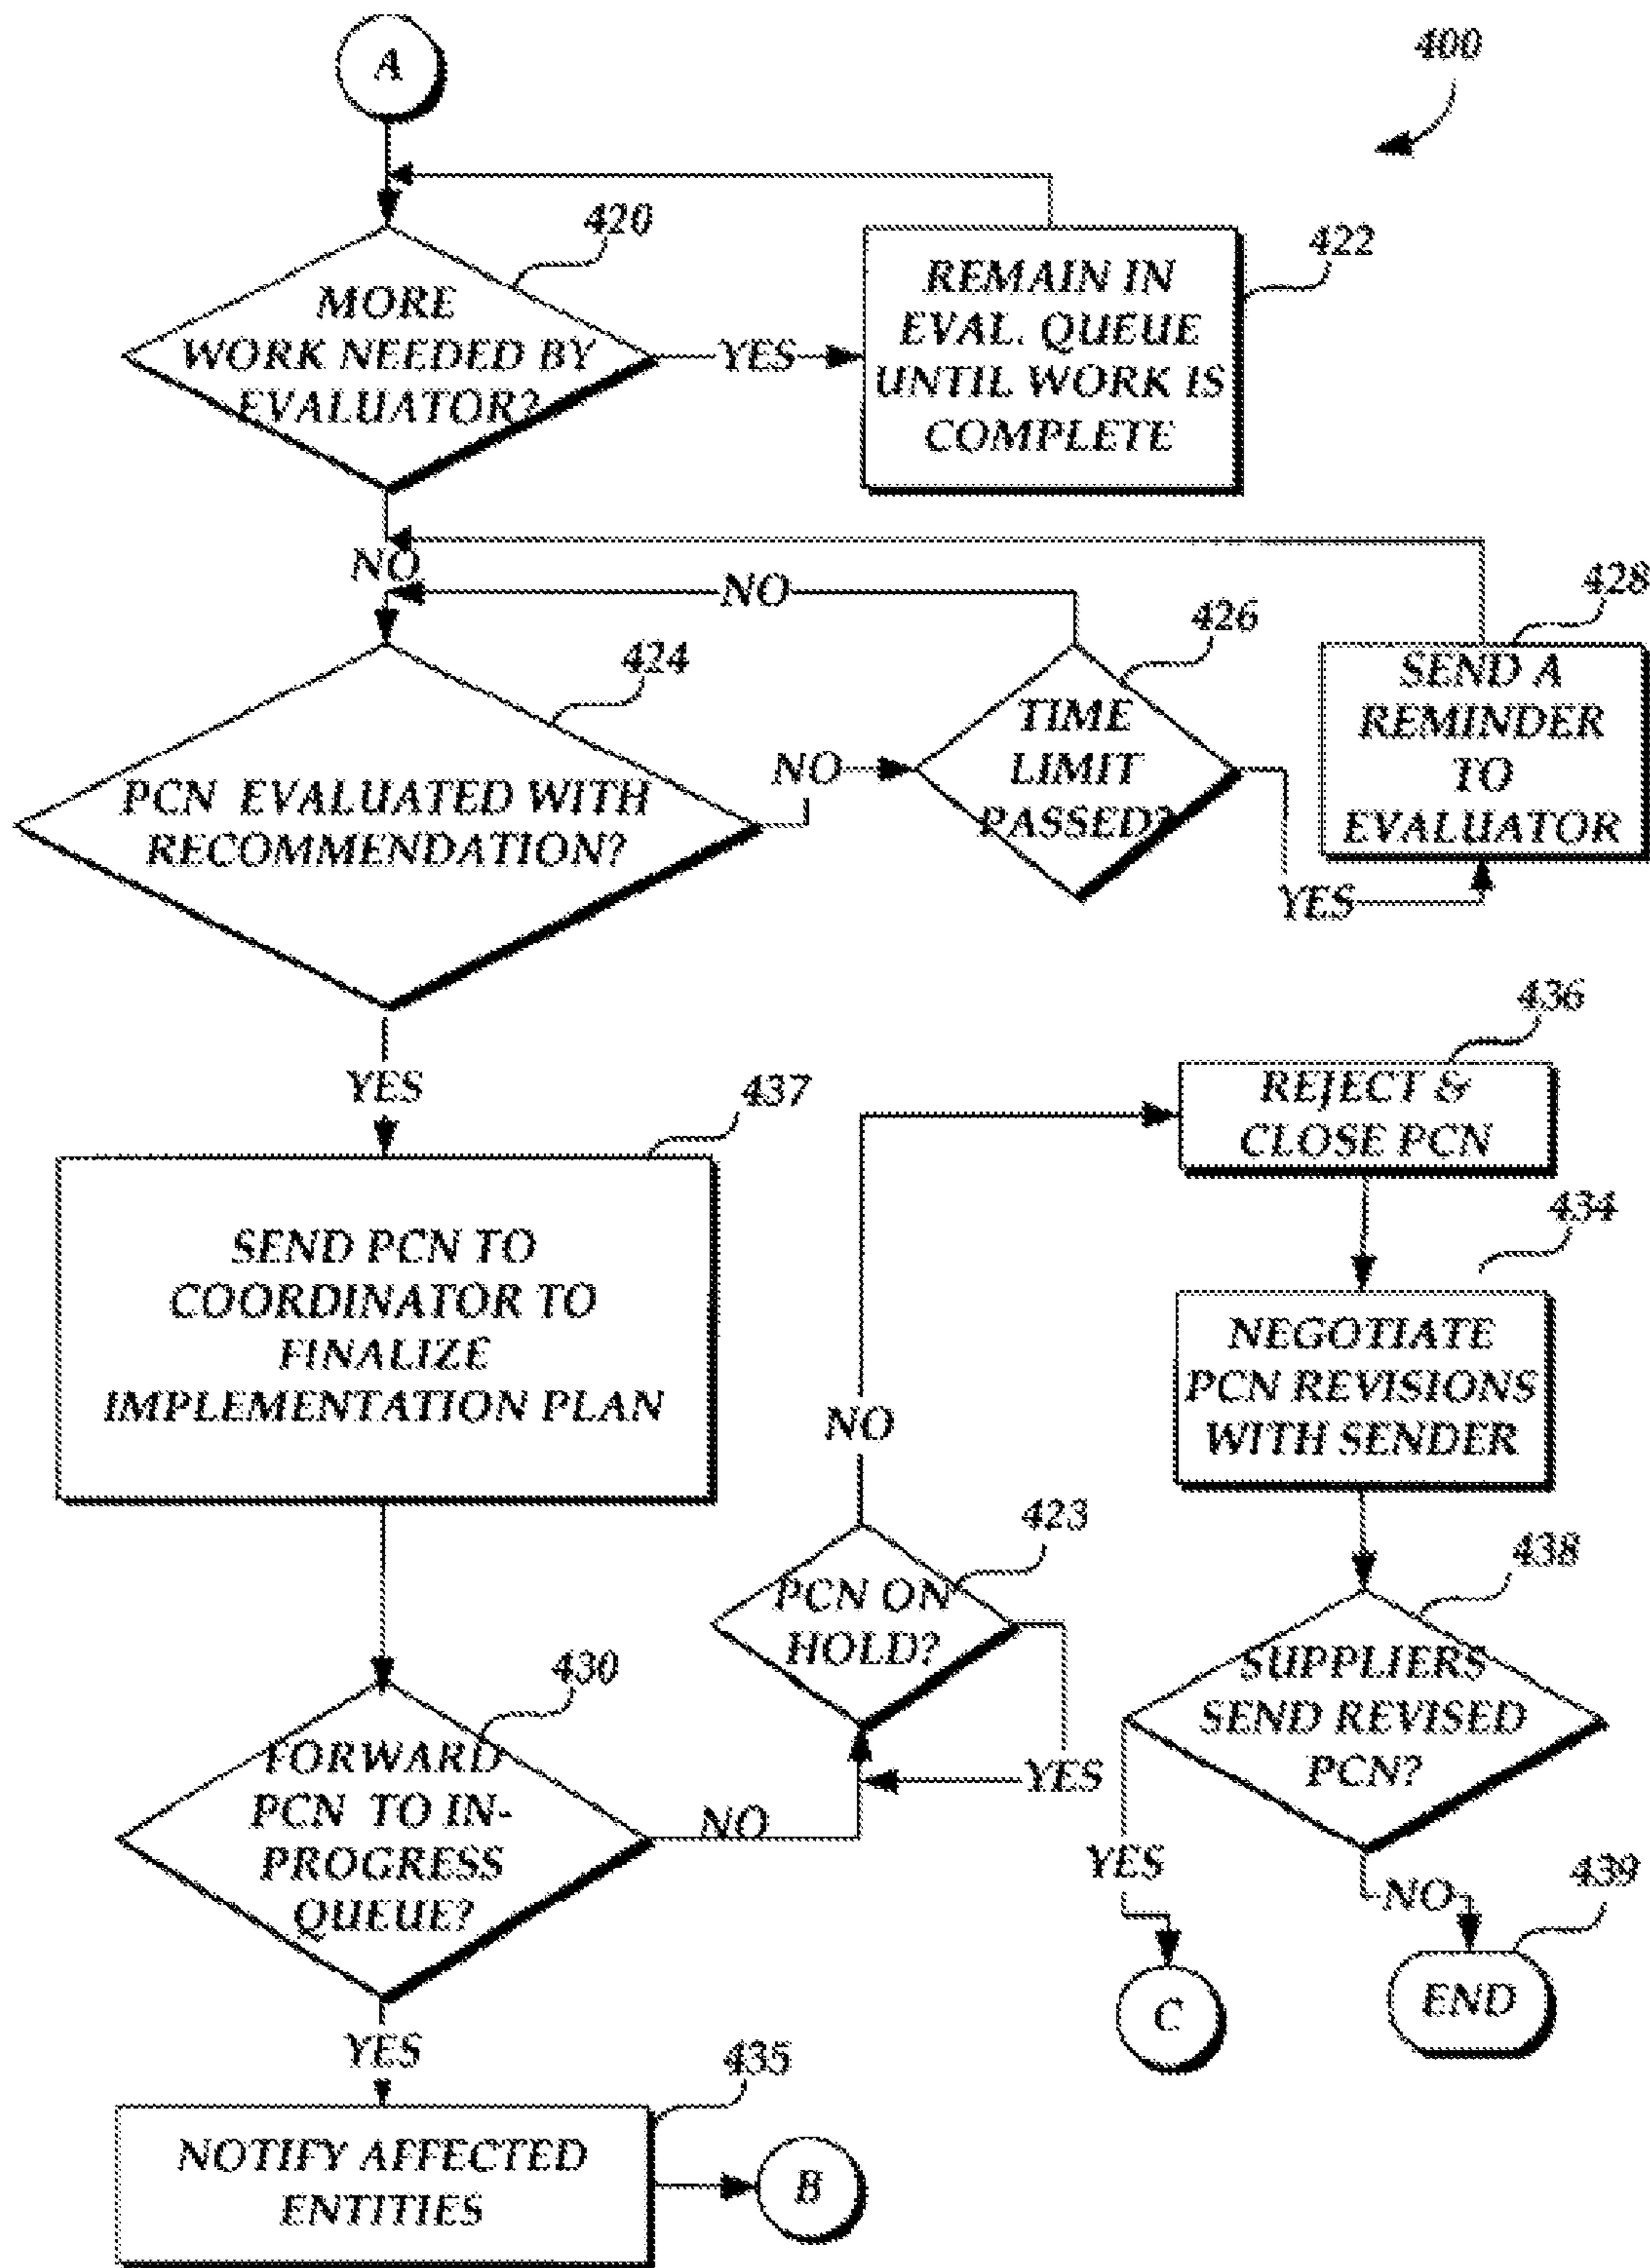 A
400
420
MORE
WORK NEEDED BY
EVALUATOR?
YES
422
REMAIN IN
EVAL. QUEUE
UNTIL WORK IS
COMPLETE
NO
NO
424
PCN EVALUATED WITH
RECOMMENDATION?
NO
426
TIME
LIMIT
PASSED?
YES
428
SEND A
REMINDER
TO
EVALUATOR
YES
437
SEND PCN TO
COORDINATOR TO
FINALIZE
IMPLEMENTATION PLAN
430
FORWARD
PCN TO IN-
PROGRESS
QUEUE?
NO
423
PCN ON
HOLD?
YES
NO
436
REJECT &
CLOSE PCN
434
NEGOTIATE
PCN REVISIONS
WITH SENDER
438
SUPPLIERS
SEND REVISED
PCN?
YES
C
NO
439
END
YES
435
NOTIFY AFFECTED
ENTITIES
B